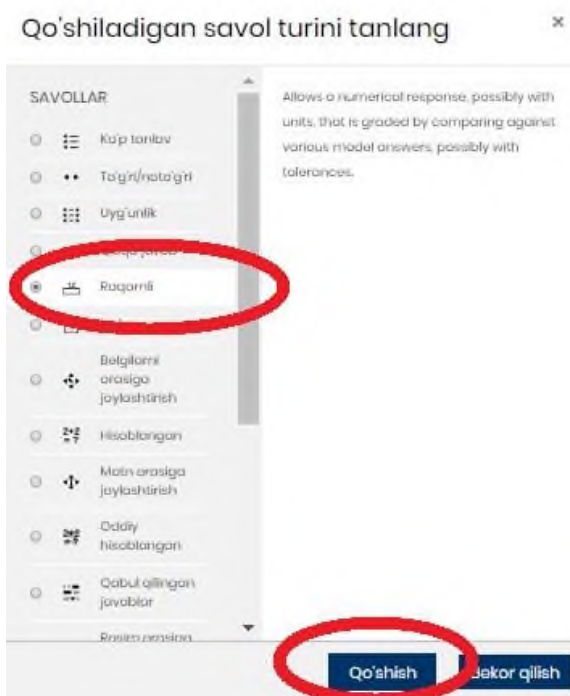 Qo'shiladigan savol turini tanlang
×
SAVOLLAR
Ko'p tanlov
To'g'ri/noto'g'ri
Uyg'unlik
Raqamli
Belgilarni
orasiga
joylashtirish
Hisoblangan
Matn orasiga
joylashtirish
Oddiy
hisoblangan
Qabul qilingan
javoblar
Allows a numerical response, possibly with
units, that is graded by comparing against
various model answers, possibly with
tolerances.
Qo'shish
Bekor qilish